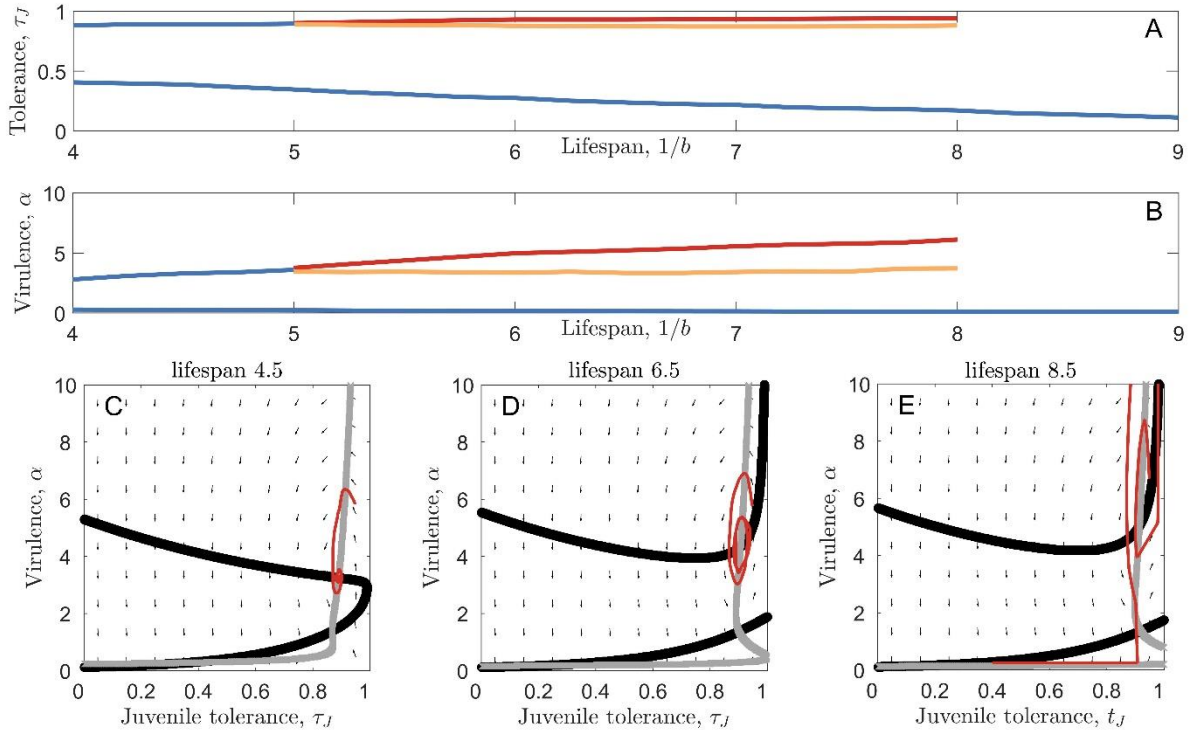 A
Tolerance, τ_J
1
0.5
0
4 5 6 7 8 9
Lifespan, 1/b
B
Virulence, α
10
5
0
4 5 6 7 8 9
Lifespan, 1/b
lifespan 4.5
C
Virulence, α
10
8
6
4
2
0
0 0.2 0.4 0.6 0.8 1
Juvenile tolerance, τ_J
lifespan 6.5
D
Virulence, α
10
8
6
4
2
0
0 0.2 0.4 0.6 0.8 1
Juvenile tolerance, τ_J
lifespan 8.5
E
Virulence, α
10
8
6
4
2
0
0 0.2 0.4 0.6 0.8 1
Juvenile tolerance, t_J